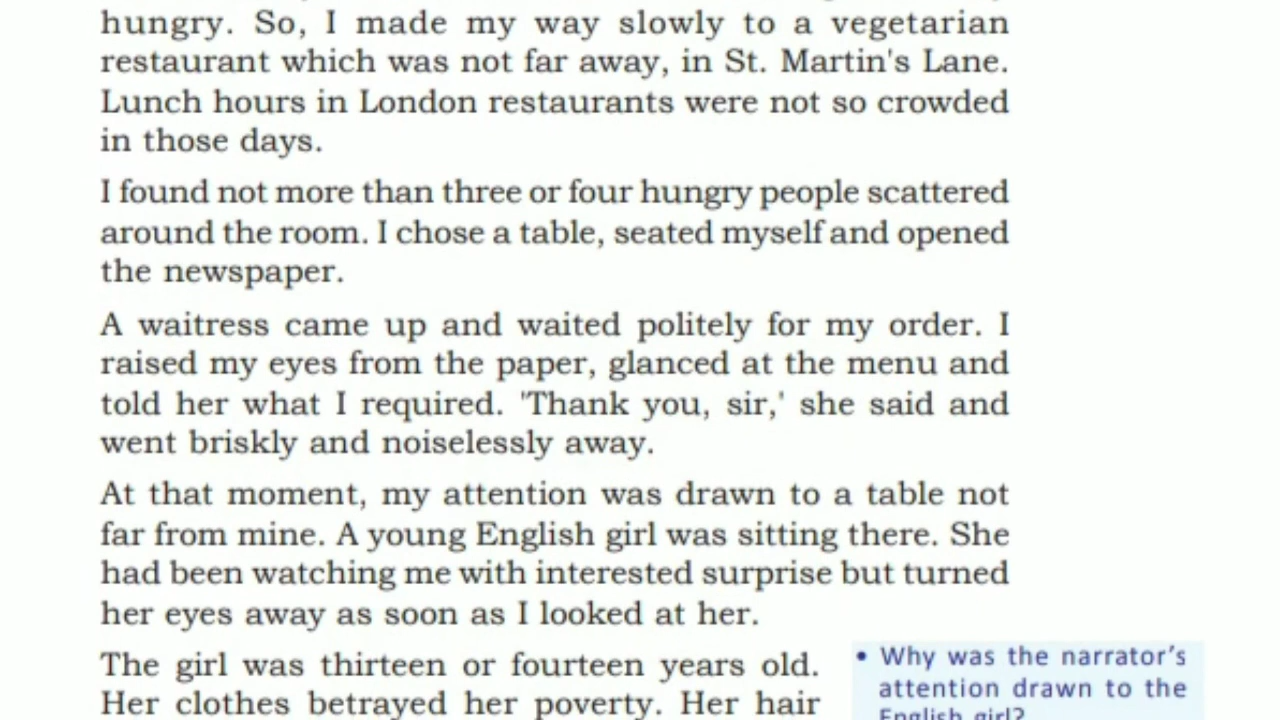 hungry. So, I made my way slowly to a vegetarian
restaurant which was not far away, in St. Martin's Lane.
Lunch hours in London restaurants were not so crowded
in those days.
I found not more than three or four hungry people scattered
around the room. I chose a table, seated myself and opened
the newspaper.
A waitress came up and waited politely for my order. I
raised my eyes from the paper, glanced at the menu and
told her what I required. 'Thank you, sir,' she said and
went briskly and noiselessly away.
At that moment, my attention was drawn to a table not
far from mine. A young English girl was sitting there. She
had been watching me with interested surprise but turned
her eyes away as soon as I looked at her.
The girl was thirteen or fourteen years old.
Her clothes betrayed her poverty. Her hair
• Why was the narrator's
attention drawn to the
English girl?